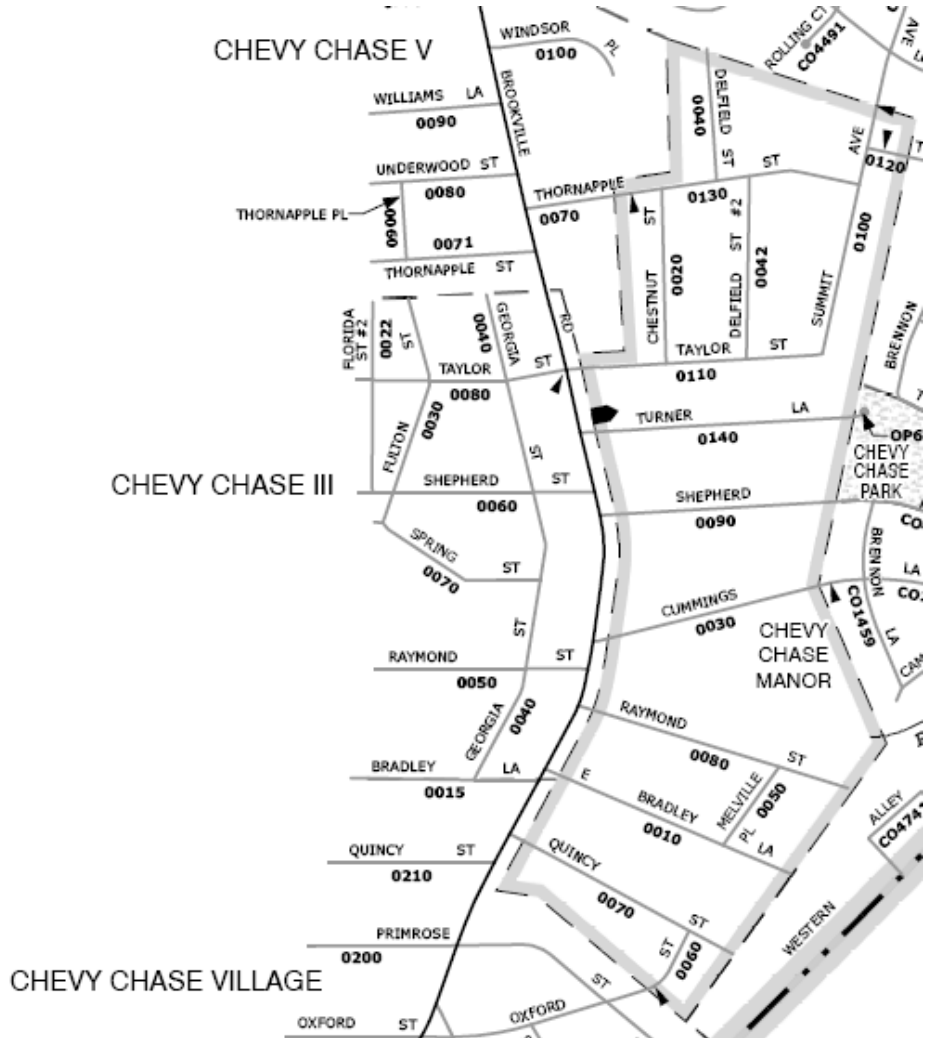 CHEVY CHASE V
WINDSOR
PL
0100
ROLLING CT
CO4491
AVE
WILLIAMS LA
0090
BROOKVILLE
DELFIELD ST
0040
AVE
0120
UNDERWOOD ST
0080
THORNAPPLE ST
0070
0130
THORNAPPLE PL
0060
0071
THORNAPPLE ST
CHESTNUT ST
0020
DELFIELD ST #2
0042
0100
SUMMIT
FLORIDA
ST #2
0022
ST
0040
GEORGIA
ST
RD
BRENNON
TAYLOR
0080
TAYLOR ST
0110
FULTON
0030
TURNER LA
0140
OP6
CHEVY
CHASE
PARK
CHEVY CHASE III
SHEPHERD ST
0060
ST
SHEPHERD
0090
SPRING
0070
ST
BRENNON
LA
LA
CO1459
CUMMINGS
0030
CHEVY
CHASE
MANOR
ST
RAYMOND ST
0050
GEORGIA
0040
RAYMOND
ST
0080
BRADLEY LA
0015
E
BRADLEY
LA
0010
MELVILLE
PL
0050
ALLEY
CO474
QUINCY ST
0210
QUINCY
ST
0070
ST
0060
WESTERN
PRIMROSE
ST
0200
CHEVY CHASE VILLAGE
OXFORD ST
OXFORD